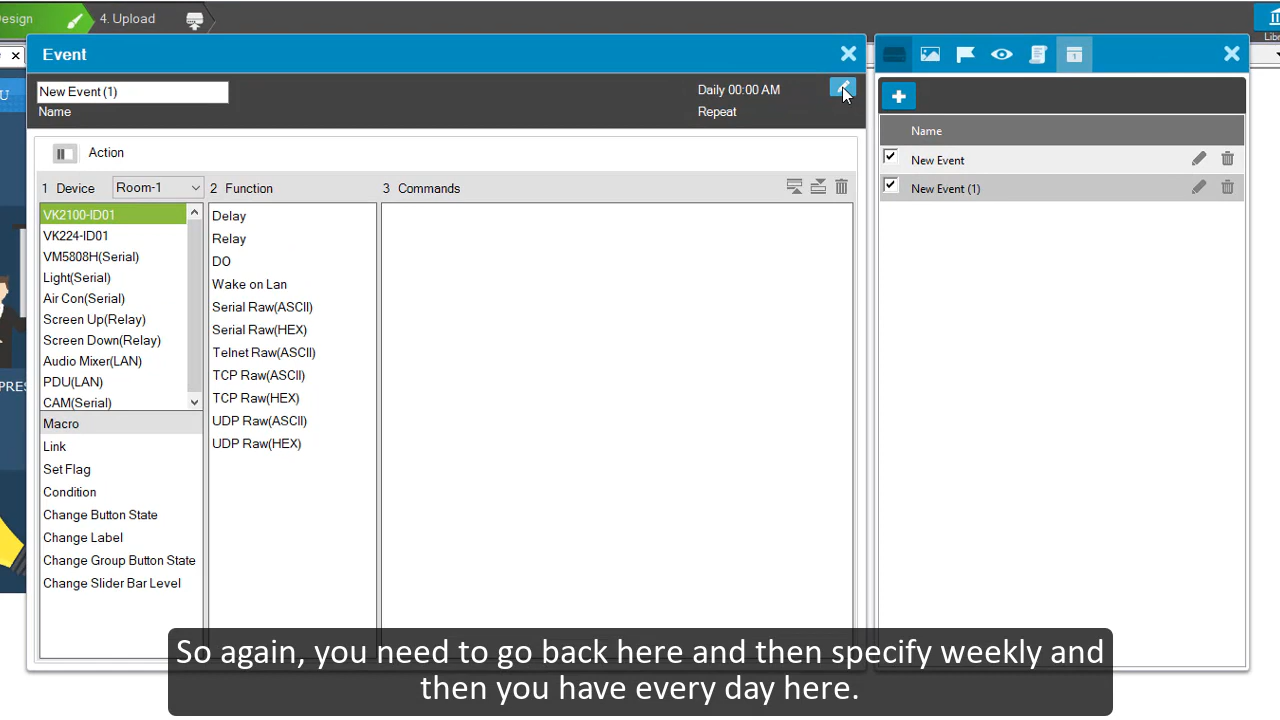 Design
4. Upload
Libr
Event
New Event (1)
Name
Daily 00:00 AM
Repeat
Action
1 Device
Room-1
2 Function
3 Commands
VK2100-ID01
VK224-ID01
VM5808H(Serial)
Light(Serial)
Air Con(Serial)
Screen Up(Relay)
Screen Down(Relay)
Audio Mixer(LAN)
PDU(LAN)
CAM(Serial)
Macro
Link
Set Flag
Condition
Change Button State
Change Label
Change Group Button State
Change Slider Bar Level
Delay
Relay
DO
Wake on Lan
Serial Raw(ASCII)
Serial Raw(HEX)
Telnet Raw(ASCII)
TCP Raw(ASCII)
TCP Raw(HEX)
UDP Raw(ASCII)
UDP Raw(HEX)
Name
New Event
New Event (1)
U
PRES
So again, you need to go back here and then specify weekly and
then you have every day here.